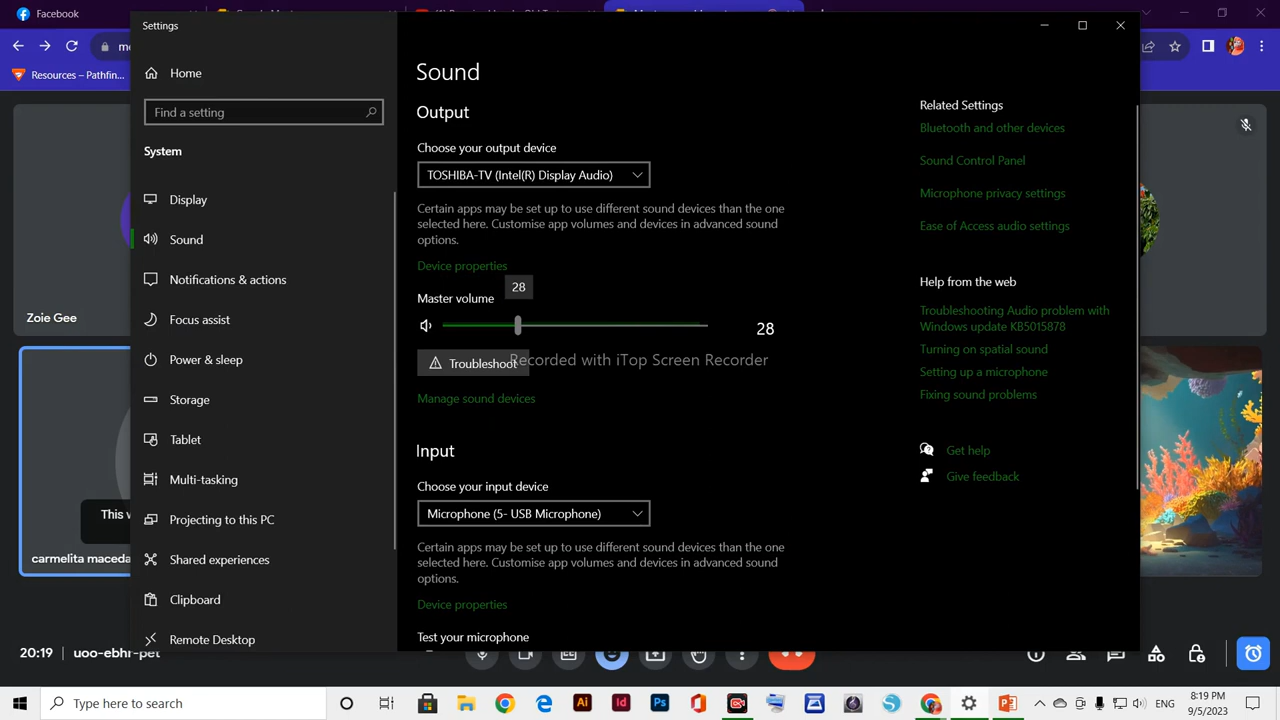 Facebook
Settings
Resources – Pathfin...
Home
Find a setting
System
Display
Sound
Notifications & actions
Focus assist
Power & sleep
Storage
Tablet
Multi-tasking
Projecting to this PC
Shared experiences
Clipboard
Remote Desktop
Sound
Output
Choose your output device
TOSHIBA-TV (Intel(R) Display Audio)
Certain apps may be set up to use different sound devices than the one
selected here. Customise app volumes and devices in advanced sound
options.
Device properties
28
Master volume
28
Troubleshoot
Recorded with iTop Screen Recorder
Manage sound devices
Input
Choose your input device
Microphone (5- USB Microphone)
Certain apps may be set up to use different sound devices than the one
selected here. Customise app volumes and devices in advanced sound
options.
Device properties
Test your microphone
Related Settings
Bluetooth and other devices
Sound Control Panel
Microphone privacy settings
Ease of Access audio settings
Help from the web
Troubleshooting Audio problem with
Windows update KB5015878
Turning on spatial sound
Setting up a microphone
Fixing sound problems
Get help
Give feedback
Zoie Gee
This w
carmelita maceda
20:19 uoo-ebhr-pet
Type here to search
Ai
Id
Ps
ENG
8:19 PM
9/5/2023